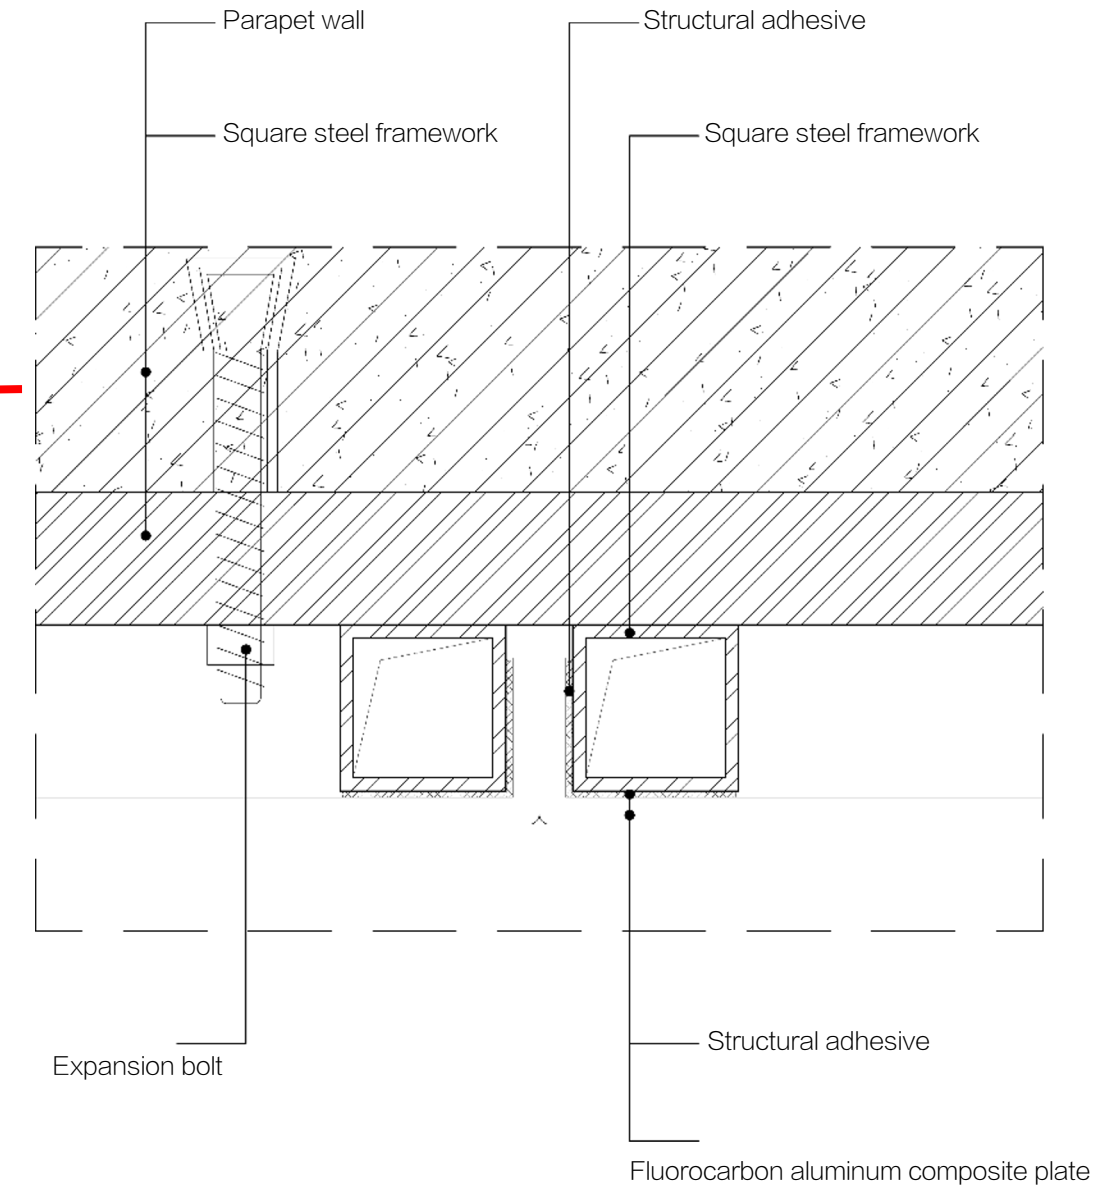 Parapet wall
Structural adhesive
Square steel framework
Square steel framework
Structural adhesive
Expansion bolt
Fluorocarbon aluminum composite plate